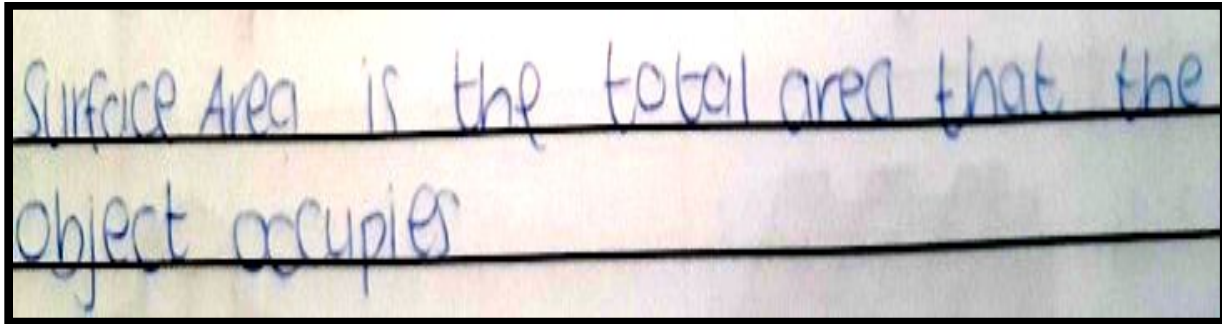 Surface Area is the total area that the
object occupies